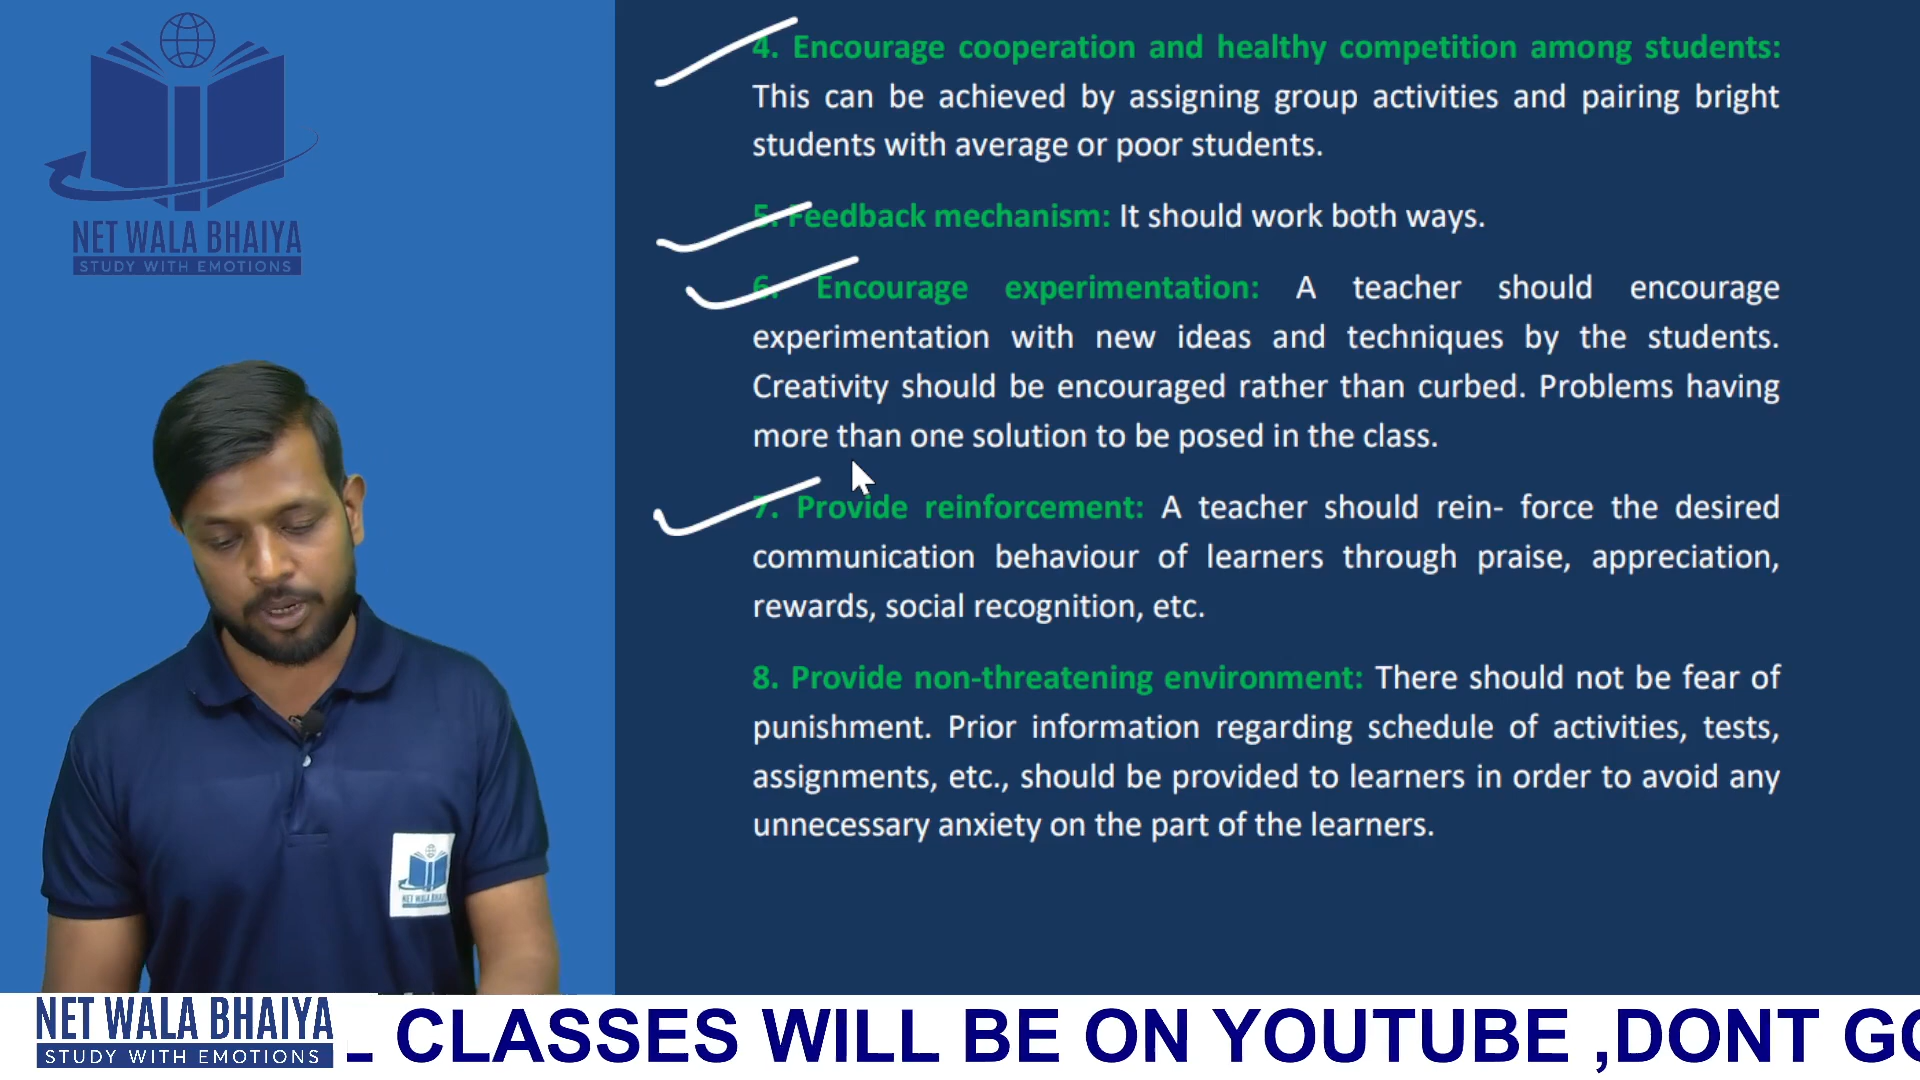 NET WALA BHAIYA
STUDY WITH EMOTIONS
4. Encourage cooperation and healthy competition among students:
This can be achieved by assigning group activities and pairing bright
students with average or poor students.
5. Feedback mechanism: It should work both ways.
6. Encourage experimentation: A teacher should encourage
experimentation with new ideas and techniques by the students.
Creativity should be encouraged rather than curbed. Problems having
more than one solution to be posed in the class.
7. Provide reinforcement: A teacher should rein- force the desired
communication behaviour of learners through praise, appreciation,
rewards, social recognition, etc.
8. Provide non-threatening environment: There should not be fear of
punishment. Prior information regarding schedule of activities, tests,
assignments, etc., should be provided to learners in order to avoid any
unnecessary anxiety on the part of the learners.
NET WALA BHAIYA
NET WALA BHAIYA
STUDY WITH EMOTIONS
L CLASSES WILL BE ON YOUTUBE ,DONT GO